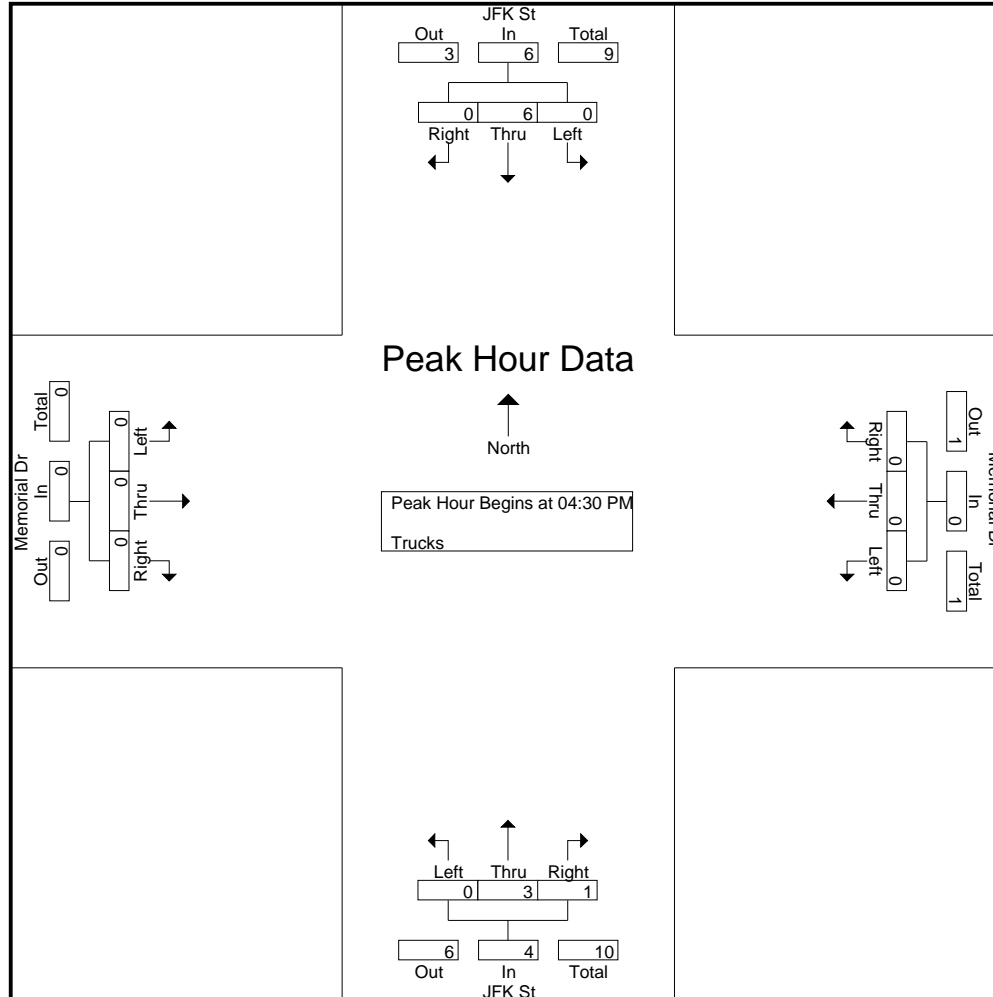 JFK St
Out In Total
3 6 9
0 6 0
Right Thru Left
Peak Hour Data
North
Peak Hour Begins at 04:30 PM
Trucks
Memorial Dr
Out In Total
0 0 0
0 0 0
Right Thru Left
Memorial Dr
Out In Total
1 0 1
0 0 0
Right Thru Left
Left Thru Right
0 3 1
6 4 10
Out In Total
JFK St